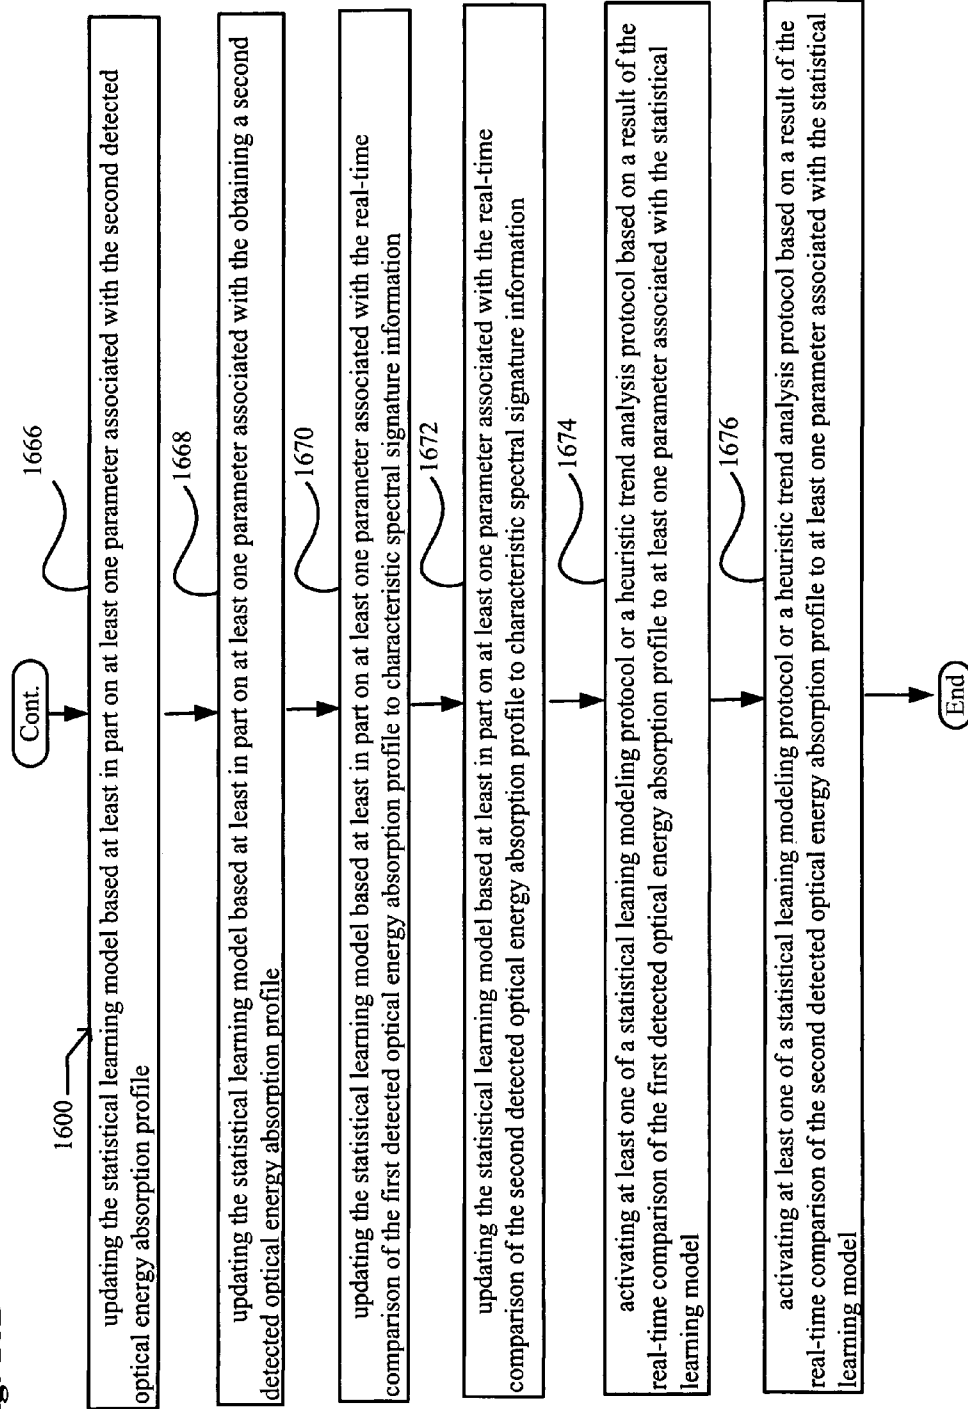 Cont.
1600
1666
updating the statistical learning model based at least in part on at least one parameter associated with the second detected
optical energy absorption profile
1668
updating the statistical learning model based at least in part on at least one parameter associated with the obtaining a second
detected optical energy absorption profile
1670
updating the statistical learning model based at least in part on at least one parameter associated with the real-time
comparison of the first detected optical energy absorption profile to characteristic spectral signature information
1672
updating the statistical learning model based at least in part on at least one parameter associated with the real-time
comparison of the second detected optical energy absorption profile to characteristic spectral signature information
1674
activating at least one of a statistical leaning modeling protocol or a heuristic trend analysis protocol based on a result of the
real-time comparison of the first detected optical energy absorption profile to at least one parameter associated with the statistical
learning model
1676
activating at least one of a statistical leaning modeling protocol or a heuristic trend analysis protocol based on a result of the
real-time comparison of the second detected optical energy absorption profile to at least one parameter associated with the statistical
learning model
End